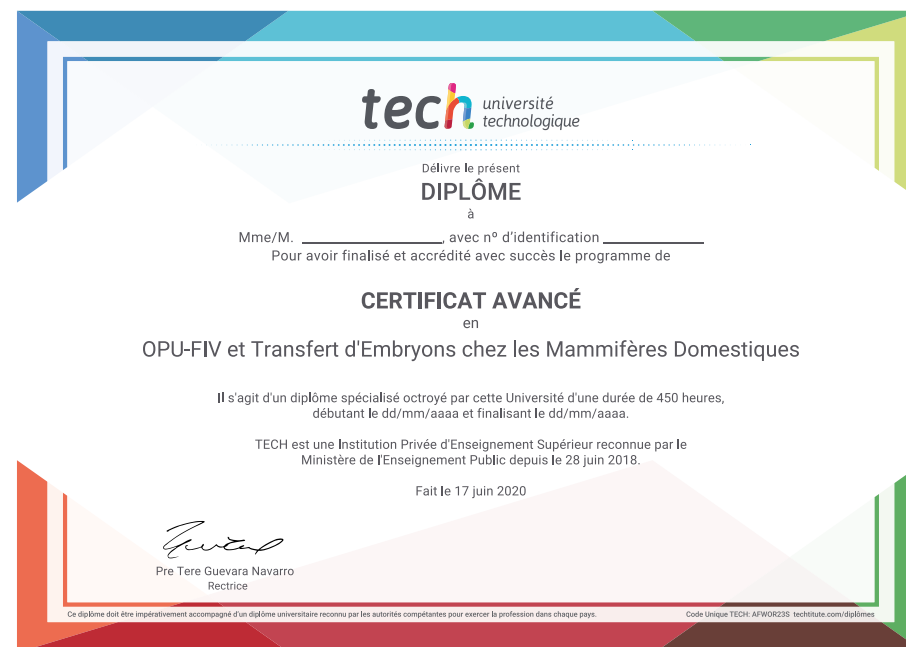 tech université
technologique
Délivre le présent
DIPLÔME
à
Mme/M. ____________________, avec nº d'identification ______________
Pour avoir finalisé et accrédité avec succès le programme de
CERTIFICAT AVANCÉ
en
OPU-FIV et Transfert d'Embryons chez les Mammifères Domestiques
Il s'agit d'un diplôme spécialisé octroyé par cette Université d'une durée de 450 heures,
débutant le dd/mm/aaaa et finalisant le dd/mm/aaaa.
TECH est une Institution Privée d'Enseignement Supérieur reconnue par le
Ministère de l'Enseignement Public depuis le 28 juin 2018.
Fait le 17 juin 2020
Pre Tere Guevara Navarro
Rectrice
Ce diplôme doit être impérativement accompagné d'un diplôme universitaire reconnu par les autorités compétentes pour exercer la profession dans chaque pays.
Code Unique TECH: AFWOR23S techtitute.com/diplômes